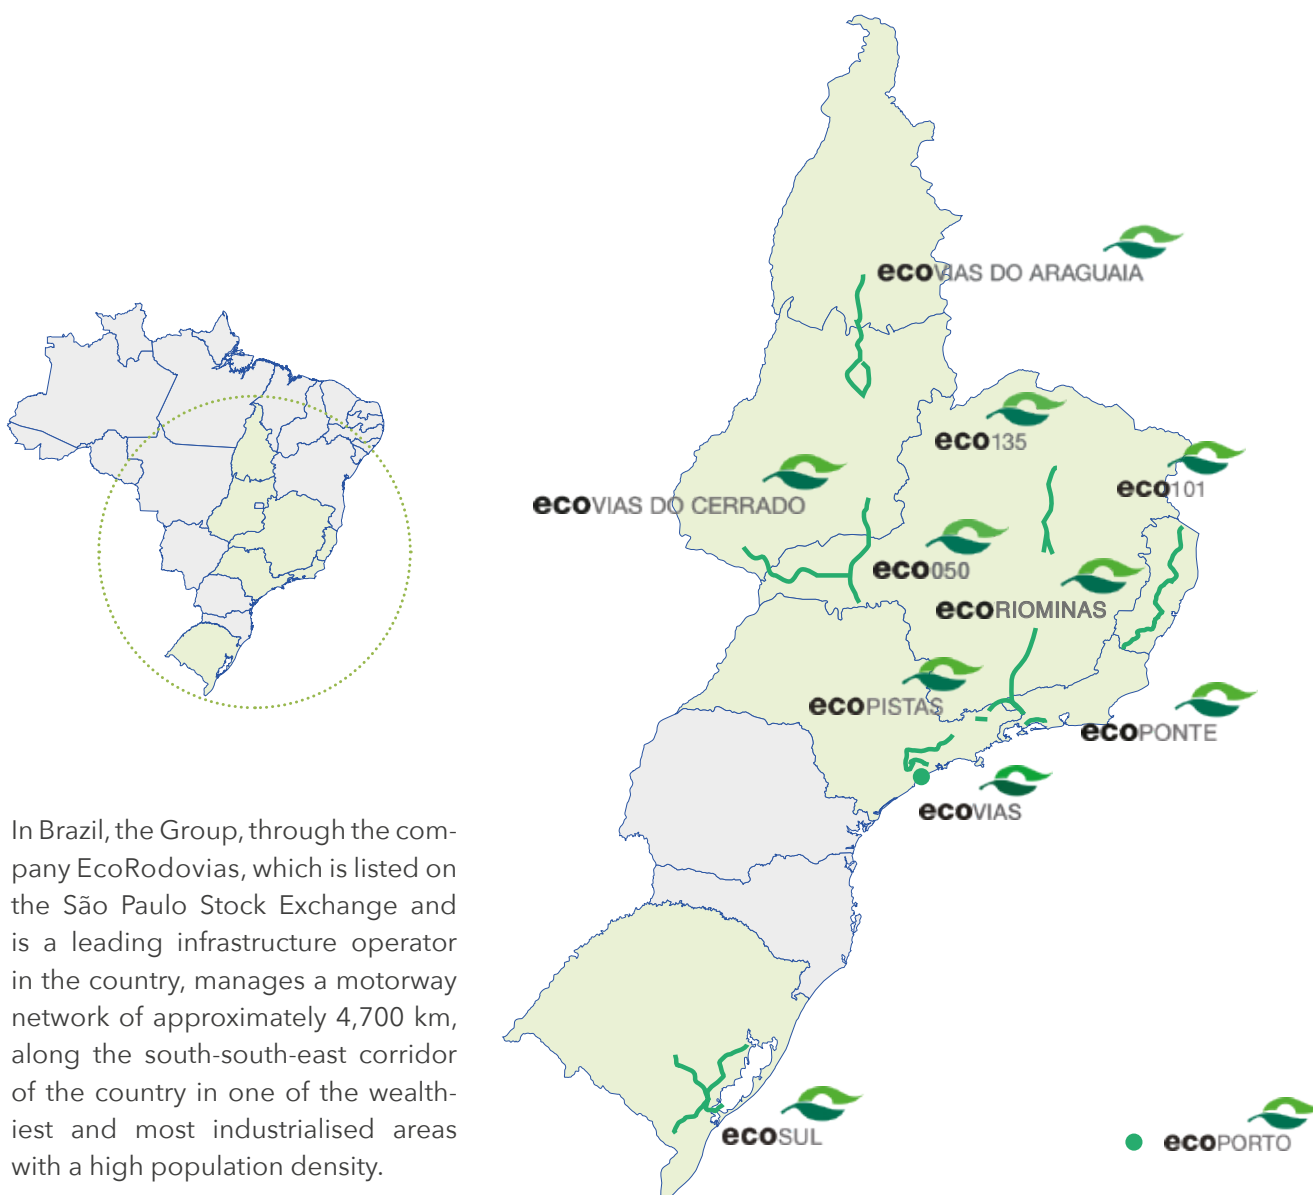 ecoVIAS DO ARAGUAIA
eco135
eco101
ecoVIAS DO CERRADO
eco050
ecoRIOMINAS
ecoPISTAS
ecoPONTE
ecoVIAS
In Brazil, the Group, through the com-
pany EcoRodovias, which is listed on
the São Paulo Stock Exchange and
is a leading infrastructure operator
in the country, manages a motorway
network of approximately 4,700 km,
along the south-south-east corridor
of the country in one of the wealth-
iest and most industrialised areas
with a high population density.
ecoSUL
ecoPORTO